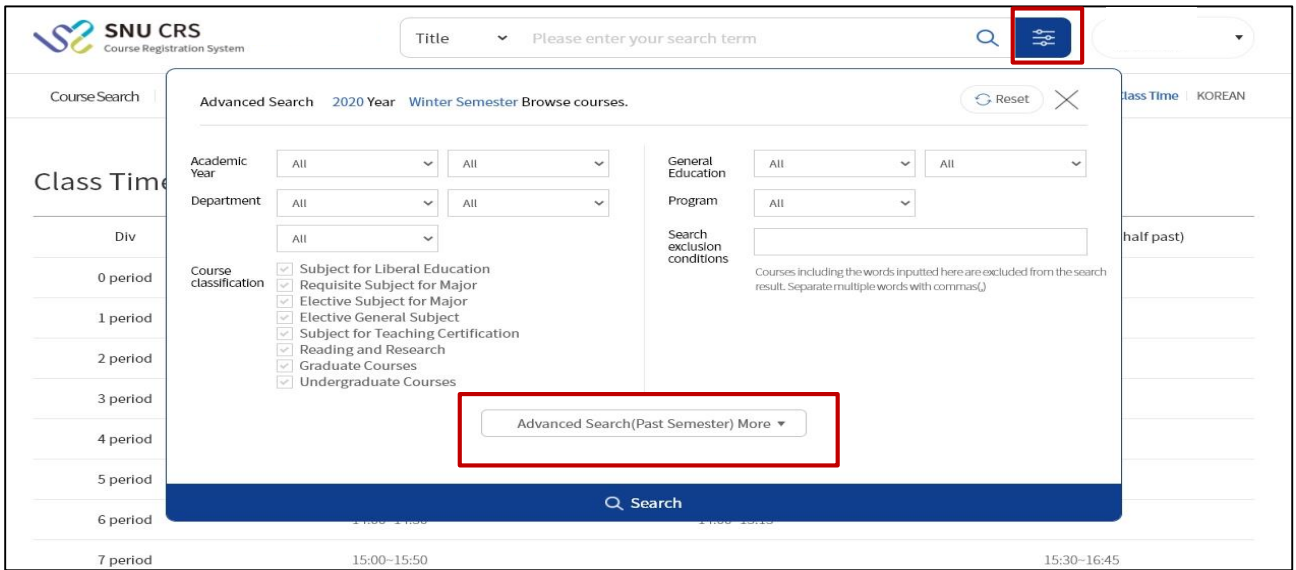 SNU CRS
Course Registration System
Title
Please enter your search term
Course Search
Class Time
KOREAN
Advanced Search 2020 Year Winter Semester Browse courses.
Reset
Academic
Year
All
All
Department
All
All
All
Course
classification
Subject for Liberal Education
Requisite Subject for Major
Elective Subject for Major
Elective General Subject
Subject for Teaching Certification
Reading and Research
Graduate Courses
Undergraduate Courses
General
Education
All
All
Program
All
Search
exclusion
conditions
Courses including the words inputted here are excluded from the search
result. Separate multiple words with commas(,)
Advanced Search(Past Semester) More
Search
Class Time
Div
half past)
0 period
1 period
2 period
3 period
4 period
5 period
6 period
7 period
15:00~15:50
15:30~16:45